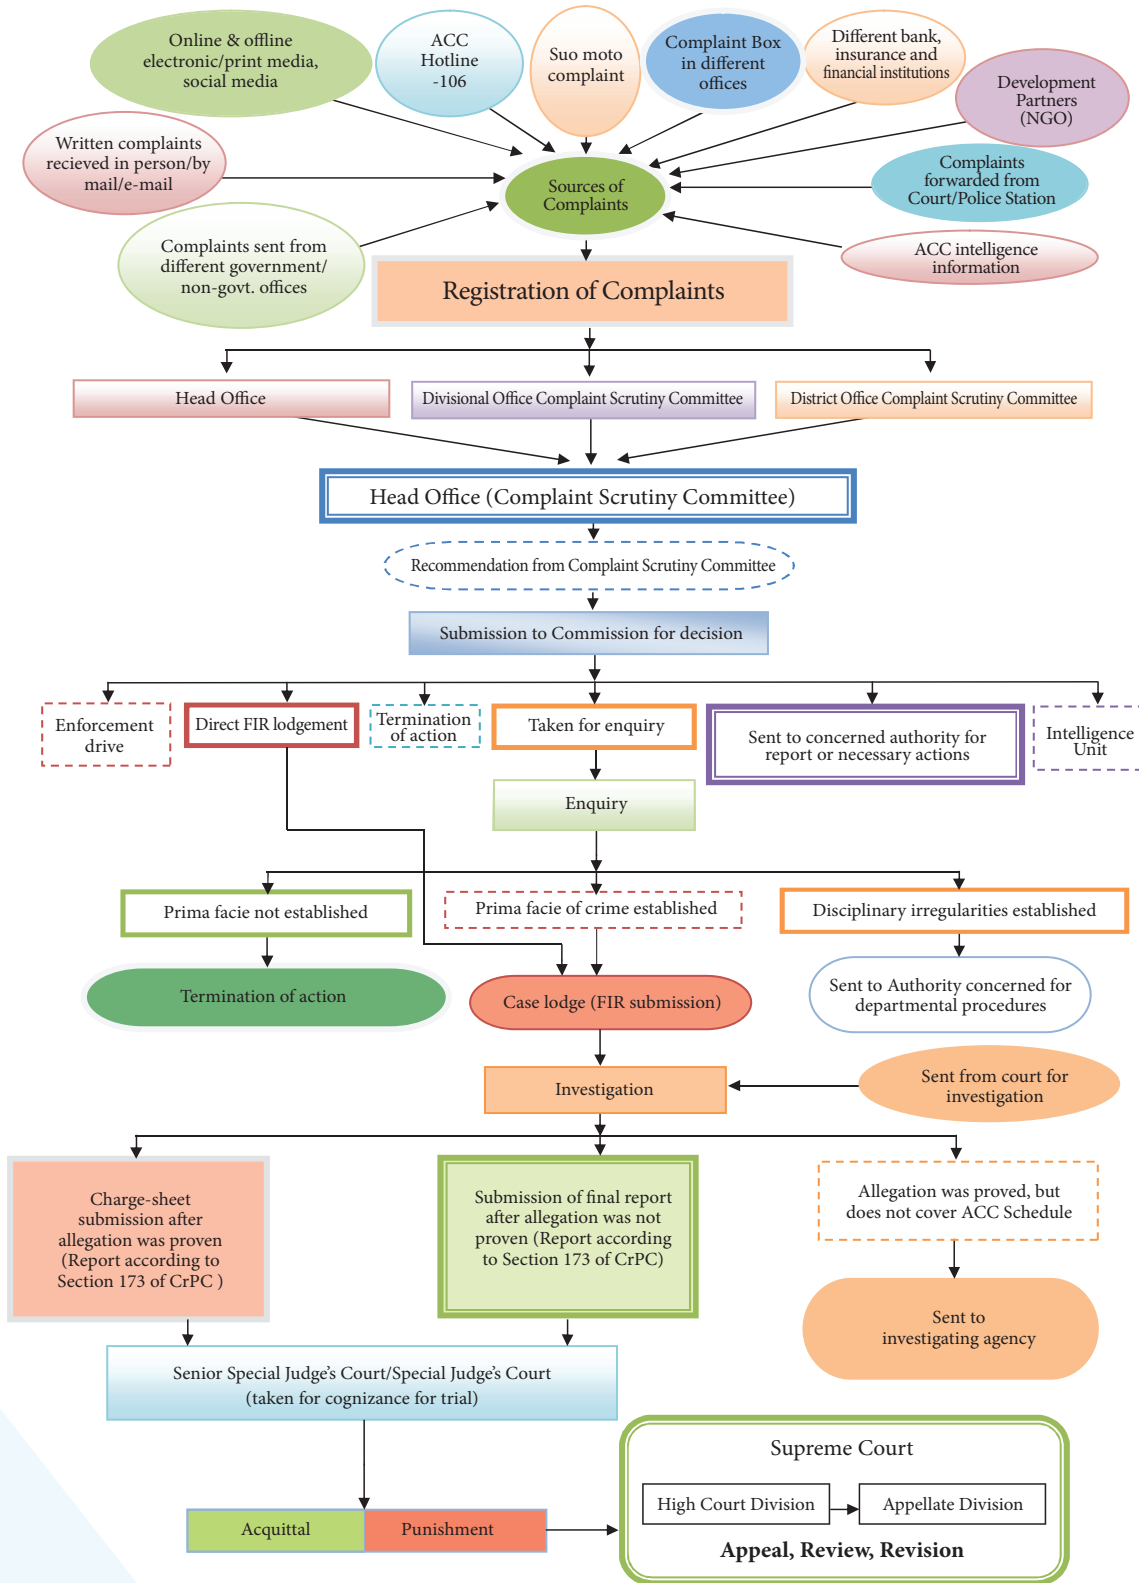 Online & offline
electronic/print media,
social media
ACC
Hotline
-106
Suo moto
complaint
Complaint Box
in different
offices
Different bank,
insurance and
financial institutions
Development
Partners
(NGO)
Written complaints
recieved in person/by
mail/e-mail
Sources of
Complaints
Complaints
forwarded from
Court/Police Station
Complaints sent from
different government/
non-govt. offices
ACC intelligence
information
Registration of Complaints
Head Office
Divisional Office Complaint Scrutiny Committee
District Office Complaint Scrutiny Committee
Head Office (Complaint Scrutiny Committee)
Recommendation from Complaint Scrutiny Committee
Submission to Commission for decision
Enforcement
drive
Direct FIR lodgement
Termination
of action
Taken for enquiry
Sent to concerned authority for
report or necessary actions
Intelligence
Unit
Enquiry
Prima facie not established
Prima facie of crime established
Disciplinary irregularities established
Termination of action
Case lodge (FIR submission)
Sent to Authority concerned for
departmental procedures
Investigation
Sent from court for
investigation
Charge-sheet
submission after
allegation was proven
(Report according to
Section 173 of CrPC )
Submission of final report
after allegation was not
proven (Report according
to Section 173 of CrPC)
Allegation was proved, but
does not cover ACC Schedule
Sent to
investigating agency
Senior Special Judge's Court/Special Judge's Court
(taken for cognizance for trial)
Acquittal
Punishment
Supreme Court
High Court Division
Appellate Division
Appeal, Review, Revision